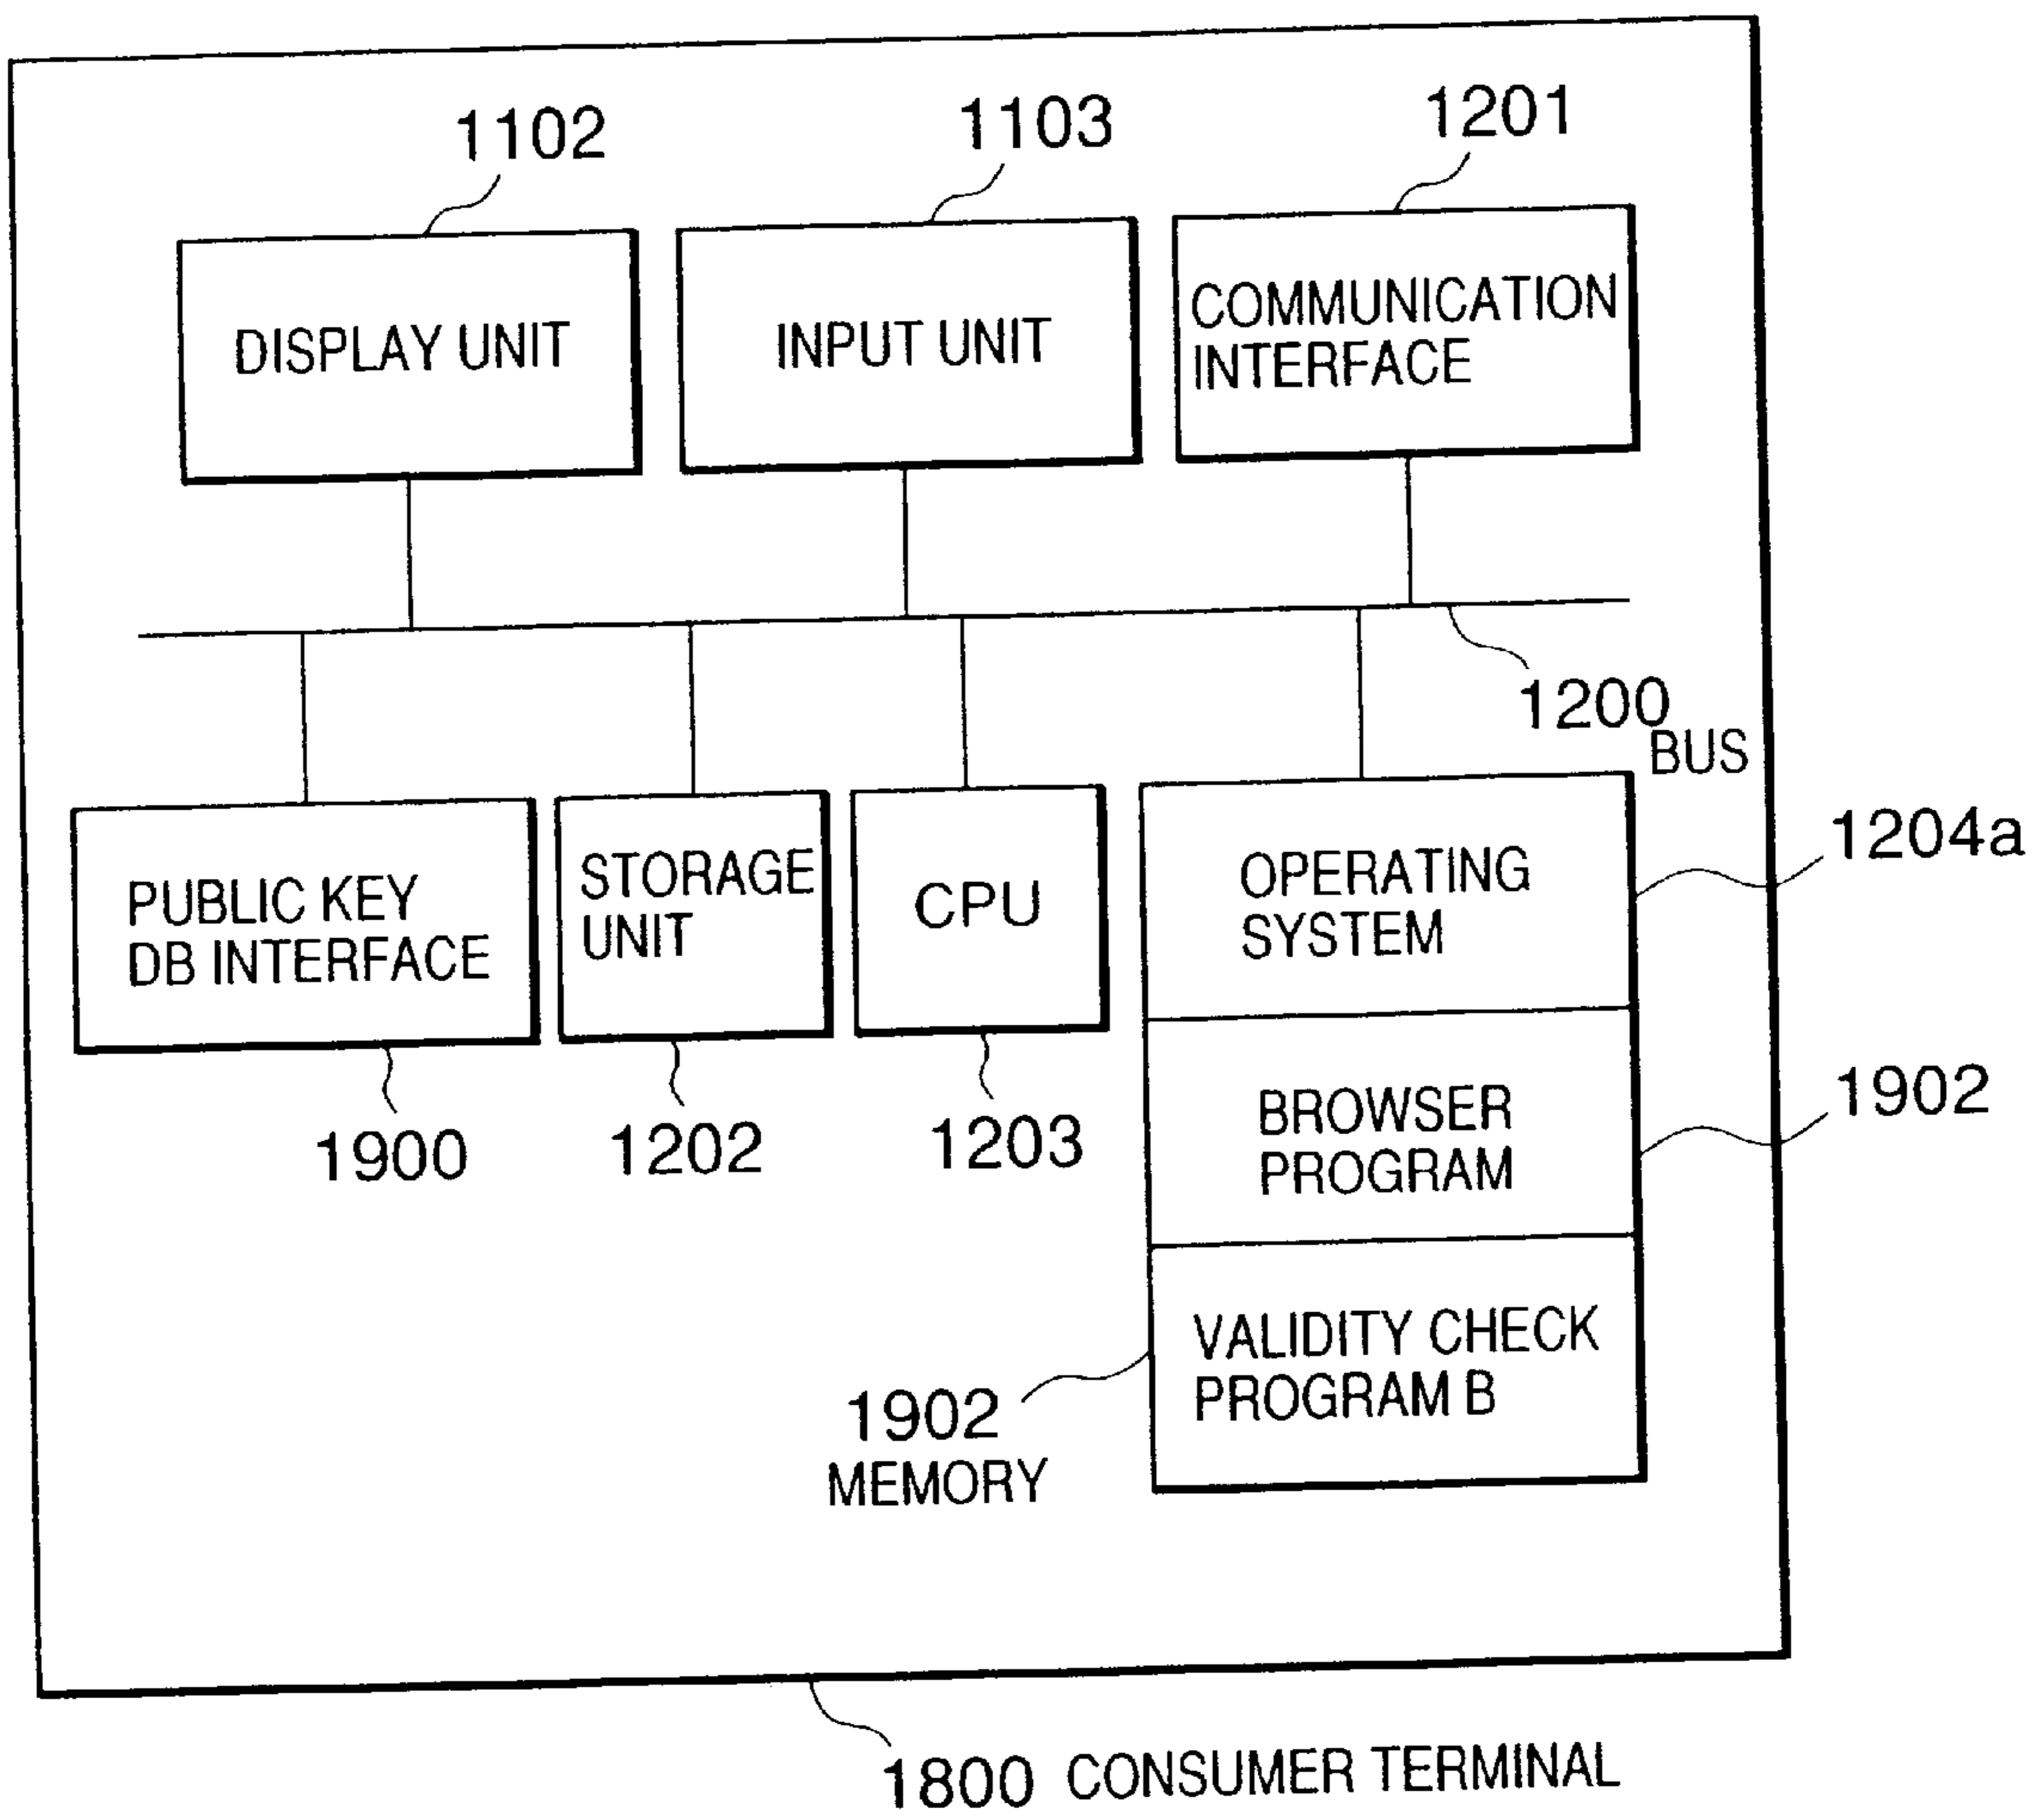 1102
1103
1201
DISPLAY UNIT
INPUT UNIT
COMMUNICATION
INTERFACE
1200
BUS
PUBLIC KEY
DB INTERFACE
STORAGE
UNIT
CPU
OPERATING
SYSTEM
1204a
1900
1202
1203
BROWSER
PROGRAM
1902
VALIDITY CHECK
PROGRAM B
1902
MEMORY
1800 CONSUMER TERMINAL